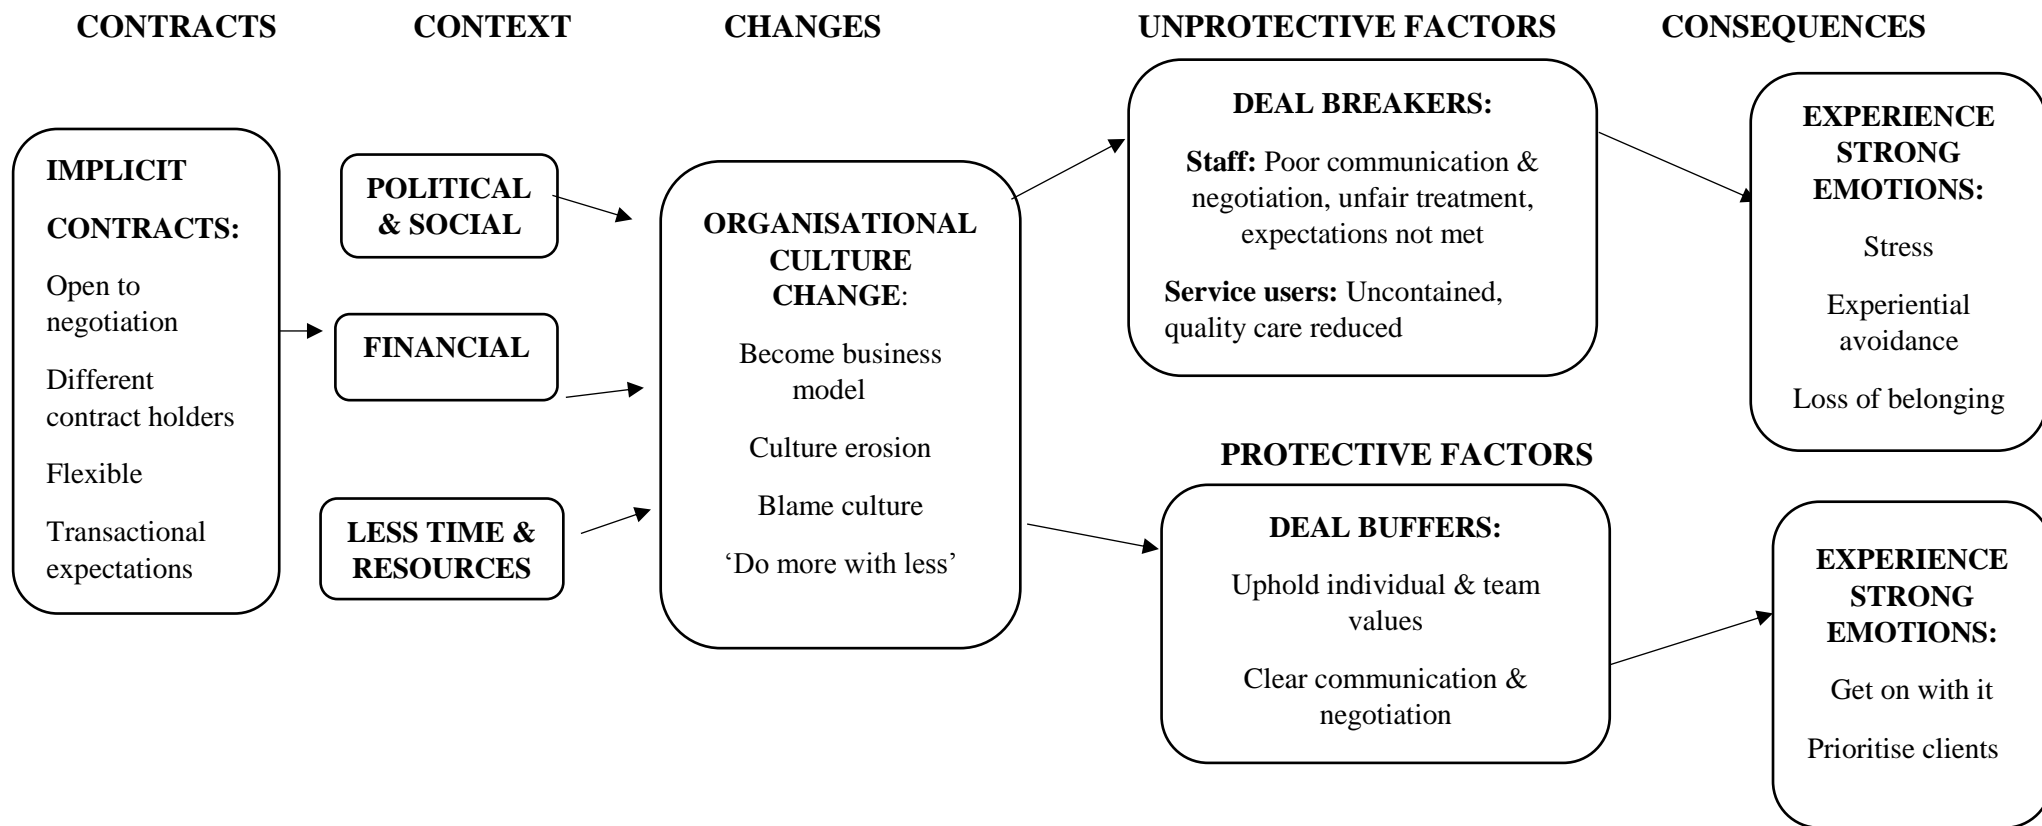 CONTRACTS
CONTEXT
CHANGES
UNPROTECTIVE FACTORS
CONSEQUENCES
IMPLICIT
CONTRACTS:
Open to
negotiation
Different
contract holders
Flexible
Transactional
expectations
POLITICAL
& SOCIAL
FINANCIAL
LESS TIME &
RESOURCES
ORGANISATIONAL
CULTURE
CHANGE:
Become business
model
Culture erosion
Blame culture
‘Do more with less’
DEAL BREAKERS:
Staff: Poor communication &
negotiation, unfair treatment,
expectations not met
Service users: Uncontained,
quality care reduced
PROTECTIVE FACTORS
DEAL BUFFERS:
Uphold individual & team
values
Clear communication &
negotiation
EXPERIENCE
STRONG
EMOTIONS:
Stress
Experiential
avoidance
Loss of belonging
EXPERIENCE
STRONG
EMOTIONS:
Get on with it
Prioritise clients